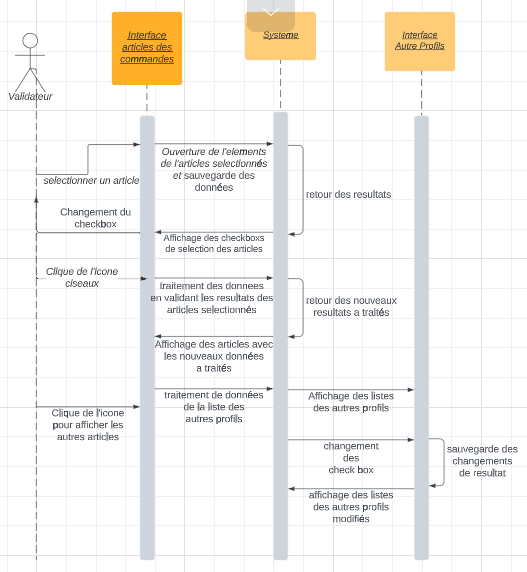 Interface
articles des
commandes
Systeme
Interface
Autre Profils
Validateur
Ouverture de l'elements
de l'articles selectionnés
et sauvegarde des
données
selectionner un article
retour des resultats
Changement du
checkbox
Affichage des checkboxs
de selection des articles
Clique de l'icone
ciseaux
traitement des donnees
en validant les resultats des
articles selectionnés
retour des nouveaux
resultats a traités
Affichage des articles avec
les nouveaux données
a traités
traitement de données
de la liste des
autres profils
Affichage des listes
des autres profils
Clique de l'icone
pour afficher les
autres articles
changement
des
check box
sauvegarde des
changements
de resultat
affichage des listes
des autres profils
modifiés